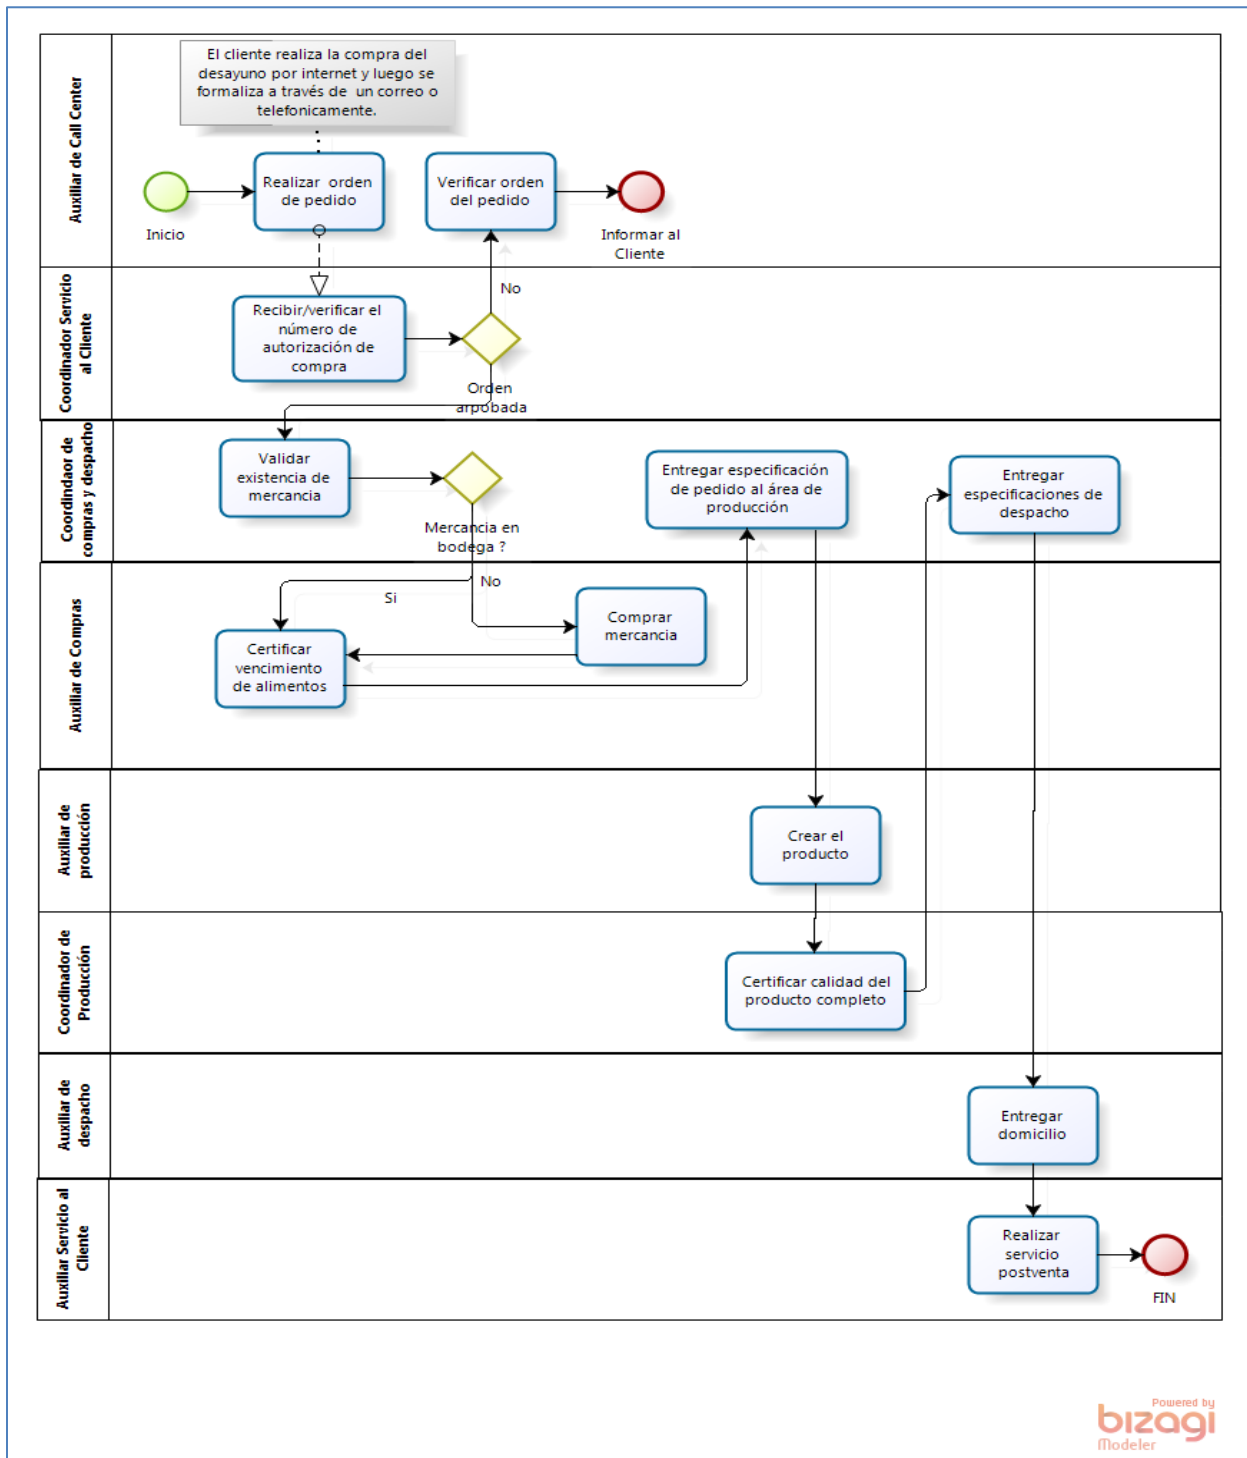 El cliente realiza la compra del
desayuno por internet y luego se
formaliza a través de un correo o
telefonicamente.
Auxiliar de Call Center
Inicio
Realizar orden
de pedido
Verificar orden
del pedido
Informar al
Cliente
Coordinador Servicio
al Cliente
Recibir/verificar el
número de
autorización de
compra
No
Orden
arpobada
Coordindaor de
compras y despacho
Validar
existencia de
mercancia
Mercancia en
bodega ?
Entregar especificación
de pedido al área de
producción
Entregar
especificaciones de
despacho
Auxiliar de Compras
No
Si
Comprar
mercancia
Certificar
vencimiento
de alimentos
Auxiliar de
producción
Crear el
producto
Coordinador de
Producción
Certificar calidad del
producto completo
Auxiliar de
despacho
Entregar
domicilio
Auxiliar Servicio al
Cliente
Realizar
servicio
postventa
FIN
Powered by
bizagi
Modeler